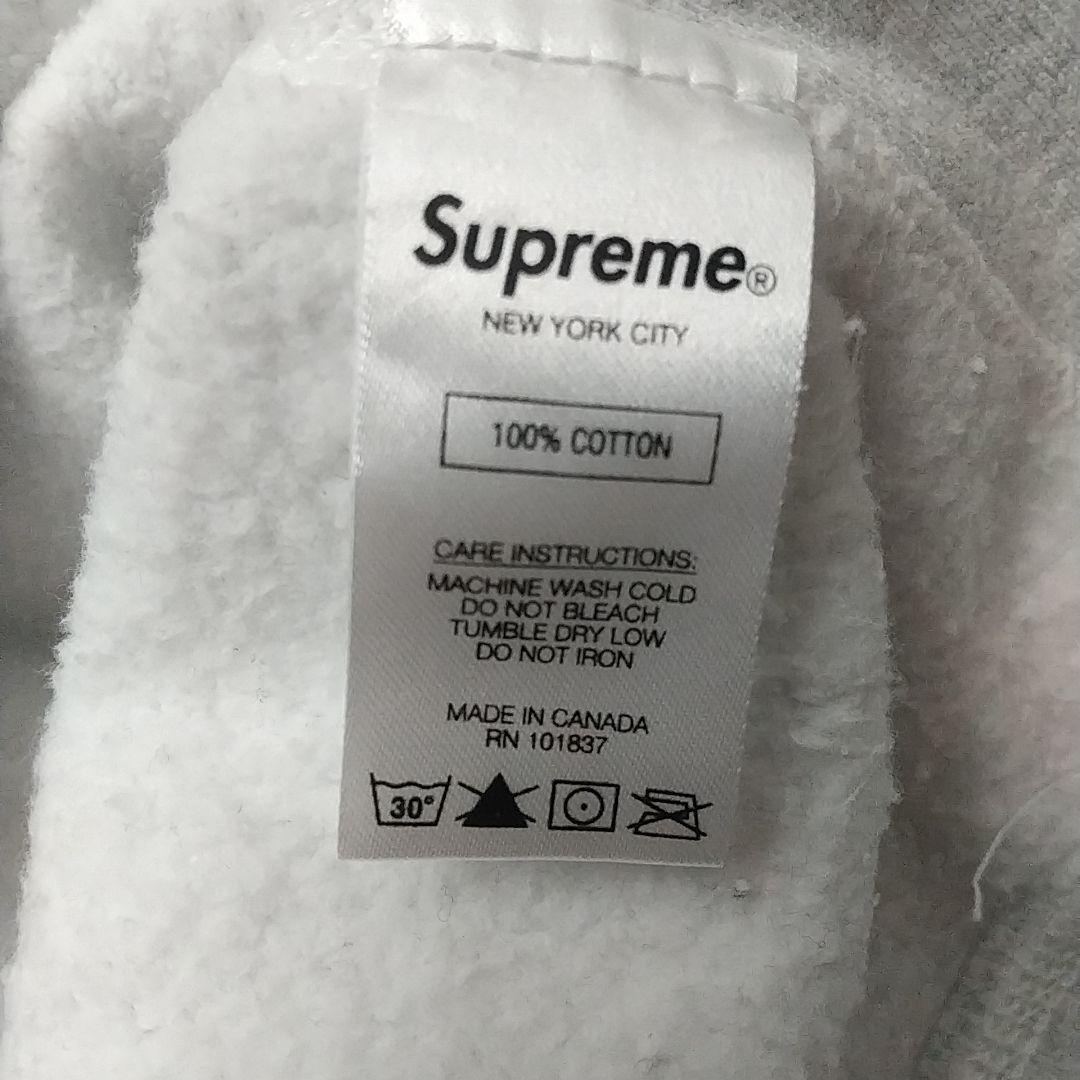 Supreme®
NEW YORK CITY
100% COTTON
CARE INSTRUCTIONS:
MACHINE WASH COLD
DO NOT BLEACH
TUMBLE DRY LOW
DO NOT IRON
MADE IN CANADA
RN 101837
30°